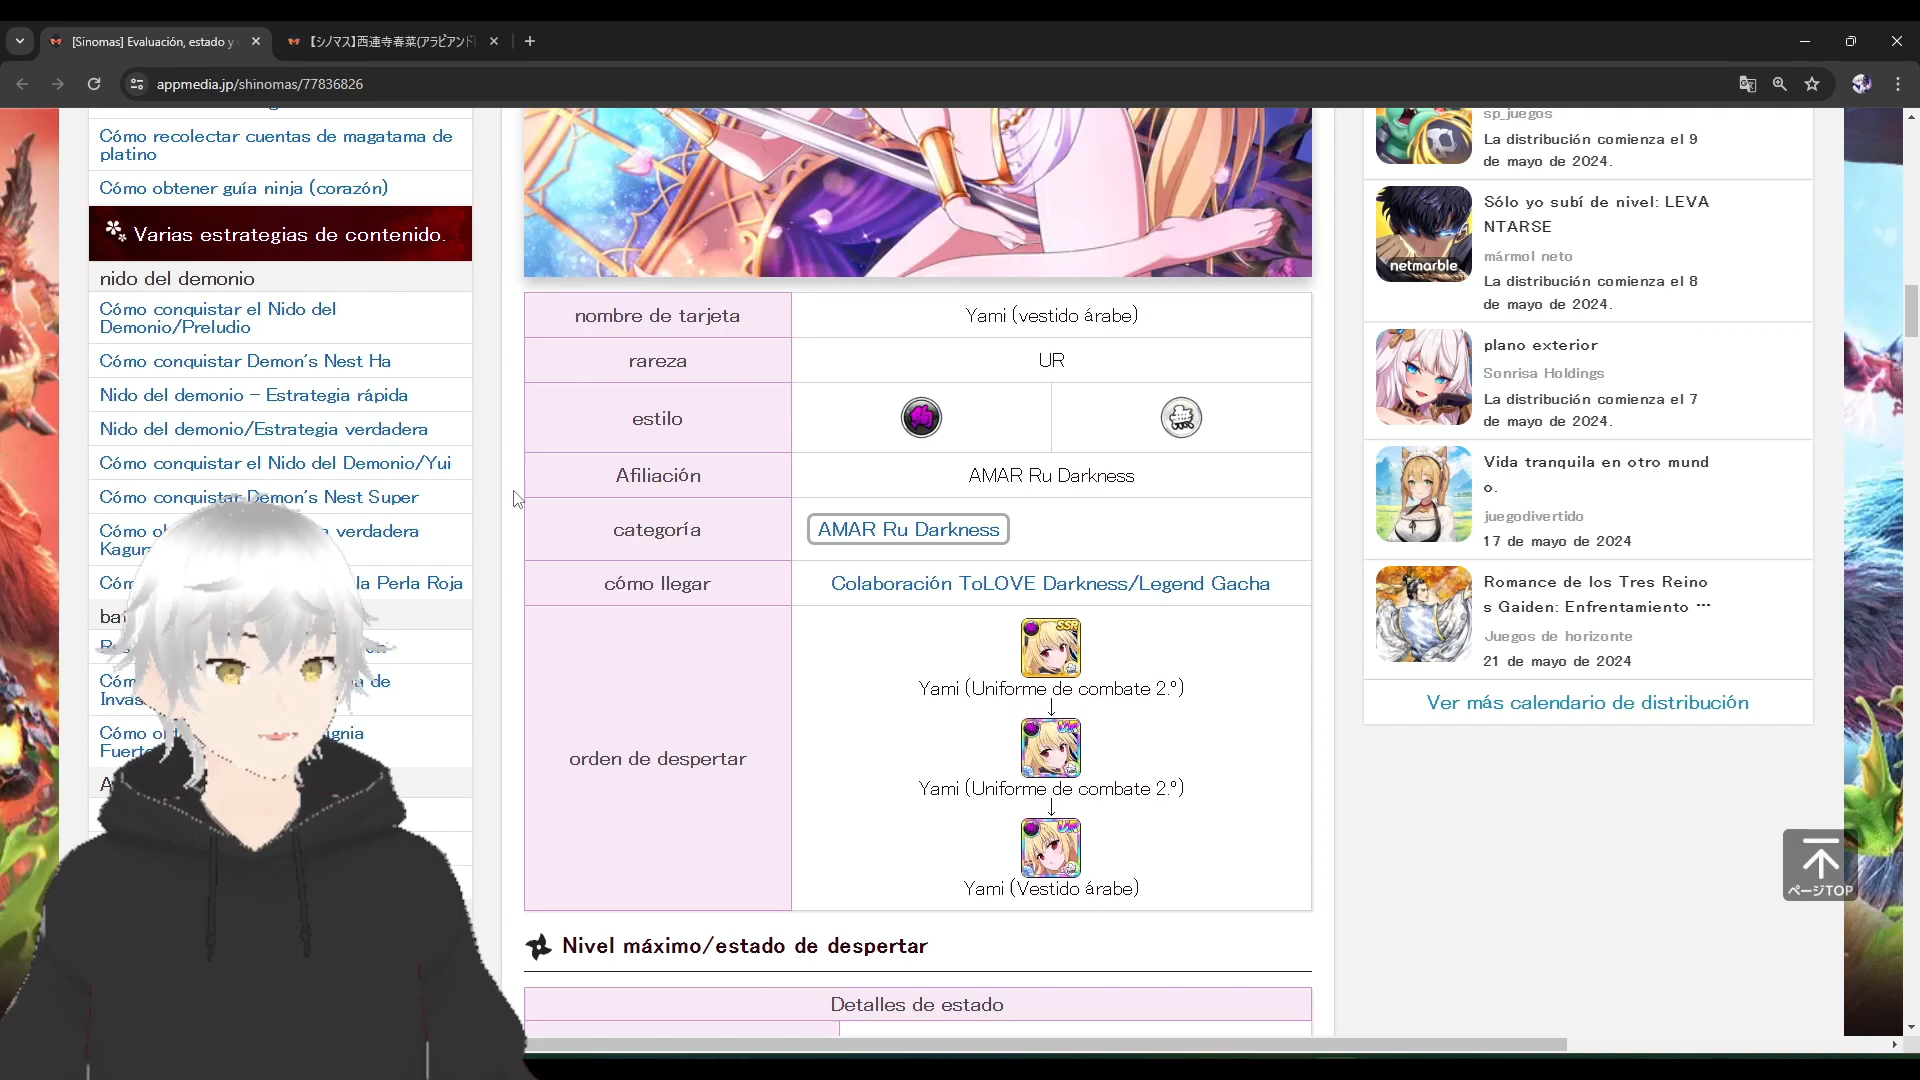 [Sinomas] Evaluación, estado y
【シノマス】西連寺春菜(アラビアンド
appmedia.jp/shinomas/77836826
Cómo recolectar cuentas de magatama de
platino
Cómo obtener guía ninja (corazón)
Varias estrategias de contenido.
nido del demonio
Cómo conquistar el Nido del
Demonio/Preludio
Cómo conquistar Demon's Nest Ha
Nido del demonio - Estrategia rápida
Nido del demonio/Estrategia verdadera
Cómo conquistar el Nido del Demonio/Yui
Cómo conquistar Demon's Nest Super
Cómo verdadera
la Perla Roja
de
Cómo
nombre de tarjeta
Yami (vestido árabe)
rareza
UR
estilo
無
Afiliación
AMAR Ru Darkness
categoría
AMAR Ru Darkness
cómo llegar
Colaboración ToLOVE Darkness/Legend Gacha
orden de despertar
SSR
Yami (Uniforme de combate 2.º)
↓
UR
Yami (Uniforme de combate 2.º)
↓
UR
Yami (Vestido árabe)
Nivel máximo/estado de despertar
Detalles de estado
sp_juegos
La distribución comienza el 9
de mayo de 2024.
netmarble
Sólo yo subí de nivel: LEVA
NTARSE
mármol neto
La distribución comienza el 8
de mayo de 2024.
plano exterior
Sonrisa Holdings
La distribución comienza el 7
de mayo de 2024.
Vida tranquila en otro mund
o.
juegodivertido
17 de mayo de 2024
Romance de los Tres Reino
s Gaiden: Enfrentamiento …
Juegos de horizonte
21 de mayo de 2024
Ver más calendario de distribución
ページTOP